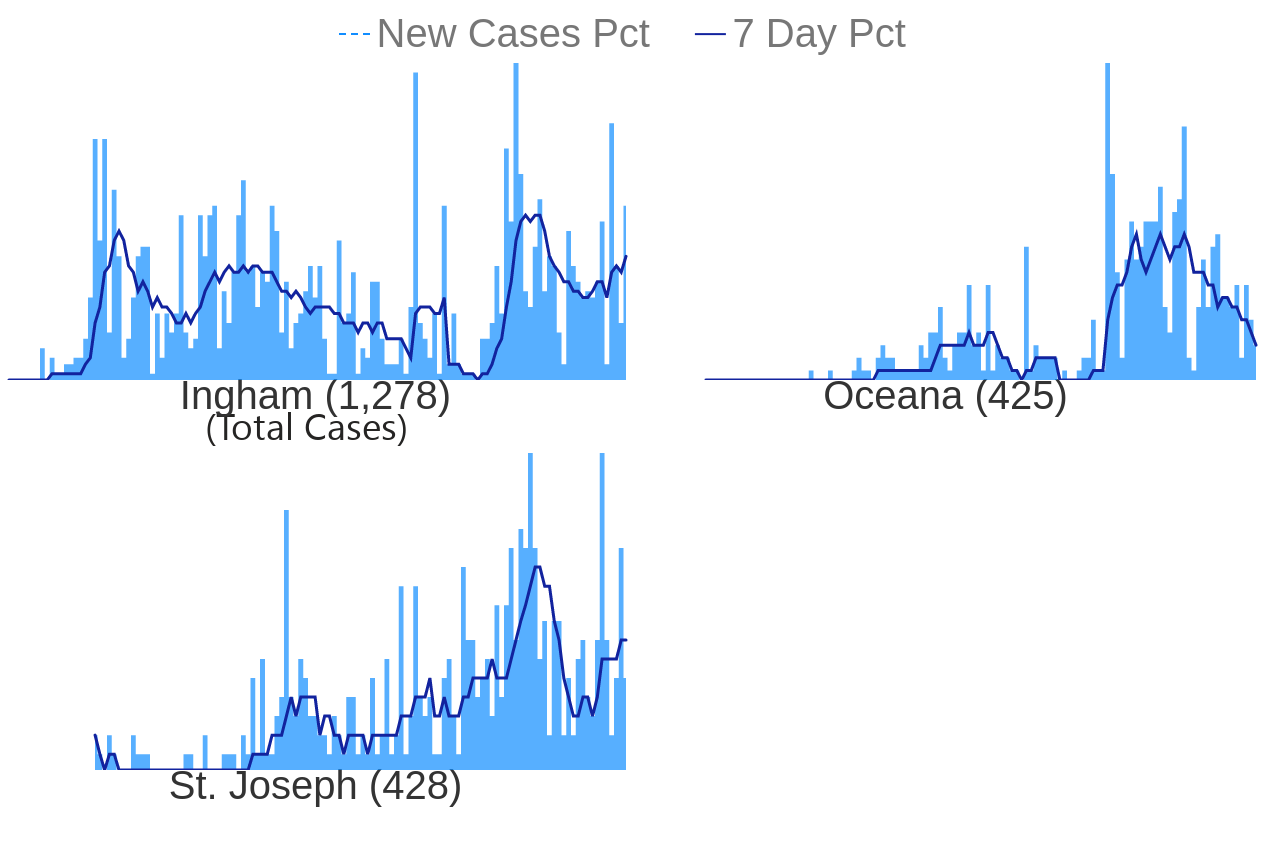 New Cases Pct 7 Day Pct
Ingham (1,278)
(Total Cases)
Oceana (425)
St. Joseph (428)